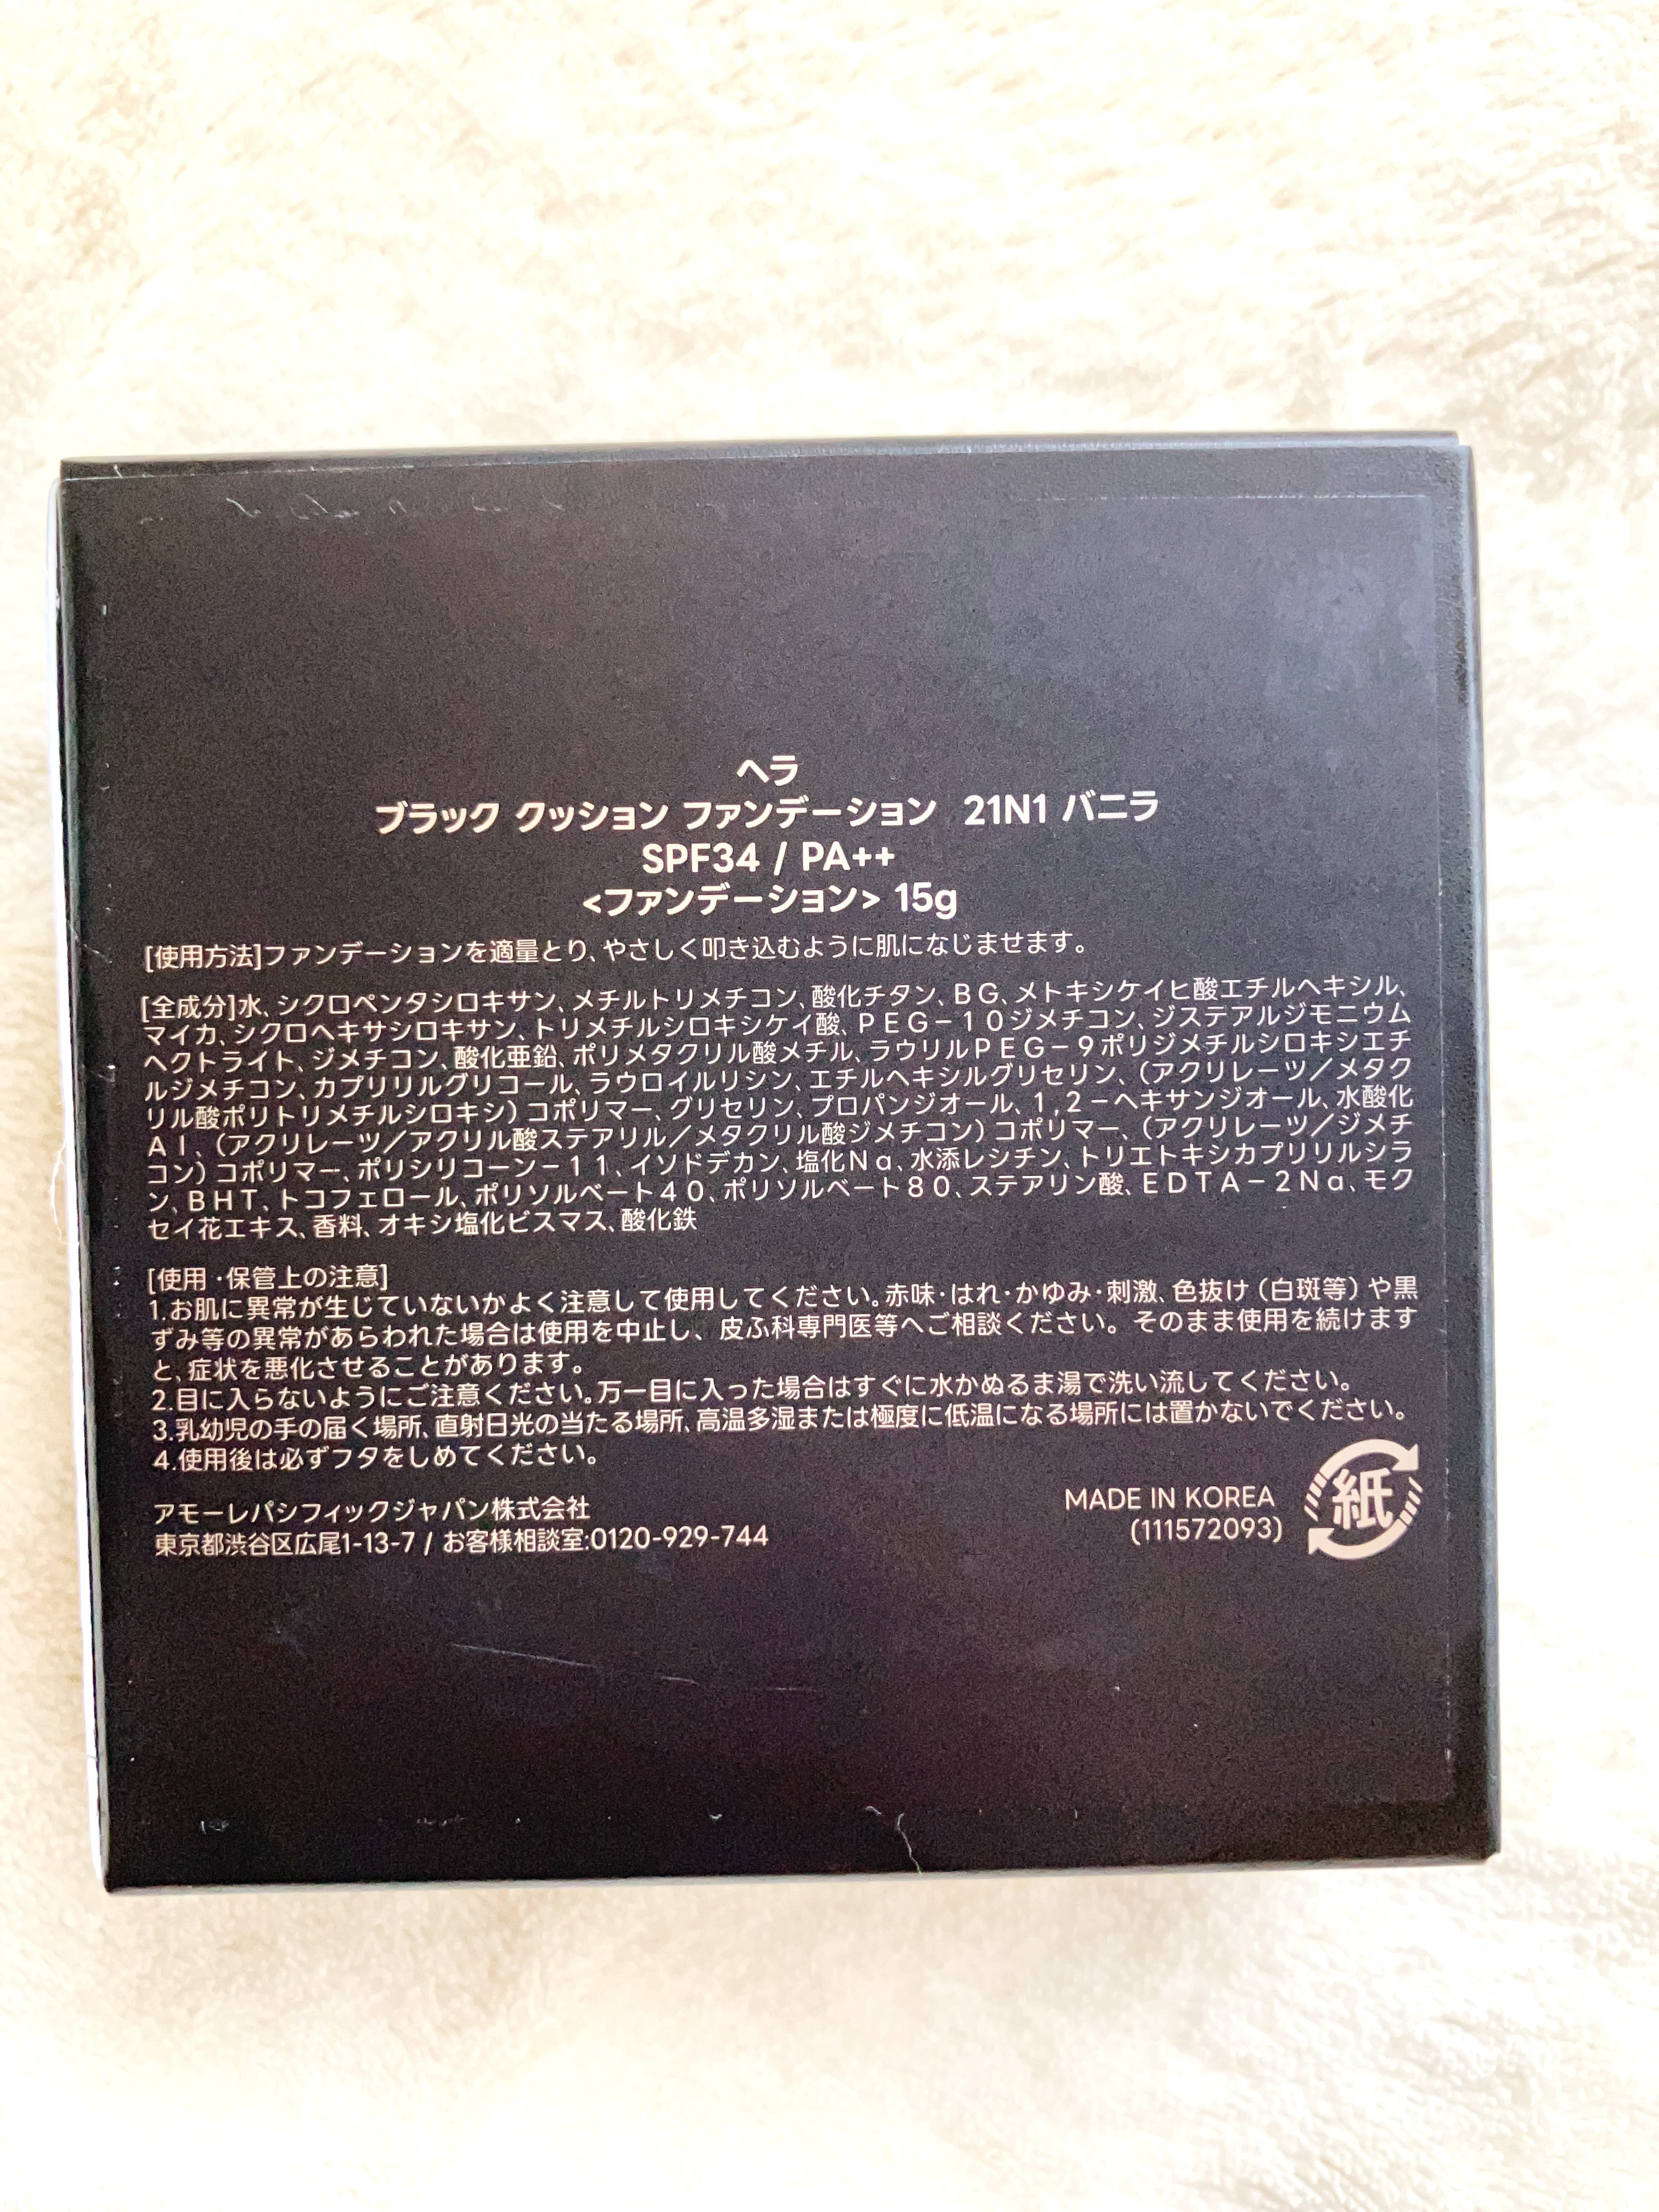 ヘラ
ブラック クッション ファンデーション 21N1 バニラ
SPF34 / PA++
<ファンデーション> 15g
[使用方法]ファンデーションを適量とり、やさしく叩き込むように肌になじませます。
[全成分]水、シクロペンタシロキサン、メチルトリメチコン、酸化チタン、BG、メトキシケイヒ酸エチルヘキシル、
マイカ、シクロヘキサシロキサン、トリメチルシロキシケイ酸、PEG－10ジメチコン、ジステアルジモニウム
ヘクトライト、ジメチコン、酸化亜鉛、ポリメタクリル酸メチル、ラウリルPEG－9ポリジメチルシロキシエチ
ルジメチコン、カプリリルグリコール、ラウロイルリシン、エチルヘキシルグリセリン、（アクリレーツ／メタク
リル酸ポリトリメチルシロキシ）コポリマー、グリセリン、プロパンジオール、1,2－ヘキサンジオール、水酸化
Al、（アクリレーツ／アクリル酸ステアリル／メタクリル酸ジメチコン）コポリマー、（アクリレーツ／ジメチ
コン）コポリマー、ポリシリコーン－11、イソドデカン、塩化Na、水添レシチン、トリエトキシカプリリルシラ
ン、BHT、トコフェロール、ポリソルベート40、ポリソルベート80、ステアリン酸、EDTA－2Na、モク
セイ花エキス、香料、オキシ塩化ビスマス、酸化鉄
[使用・保管上の注意]
1.お肌に異常が生じていないかよく注意して使用してください。赤味・はれ・かゆみ・刺激、色抜け（白斑等）や黒
ずみ等の異常があらわれた場合は使用を中止し、皮ふ科専門医等へご相談ください。そのまま使用を続けます
と、症状を悪化させることがあります。
2.目に入らないようにご注意ください。万一目に入った場合はすぐに水かぬるま湯で洗い流してください。
3.乳幼児の手の届く場所、直射日光の当たる場所、高温多湿または極度に低温になる場所には置かないでください。
4.使用後は必ずフタをしめてください。
アモーレパシフィックジャパン株式会社
東京都渋谷区広尾1-13-7 / お客様相談室:0120-929-744
MADE IN KOREA
(111572093)
紙